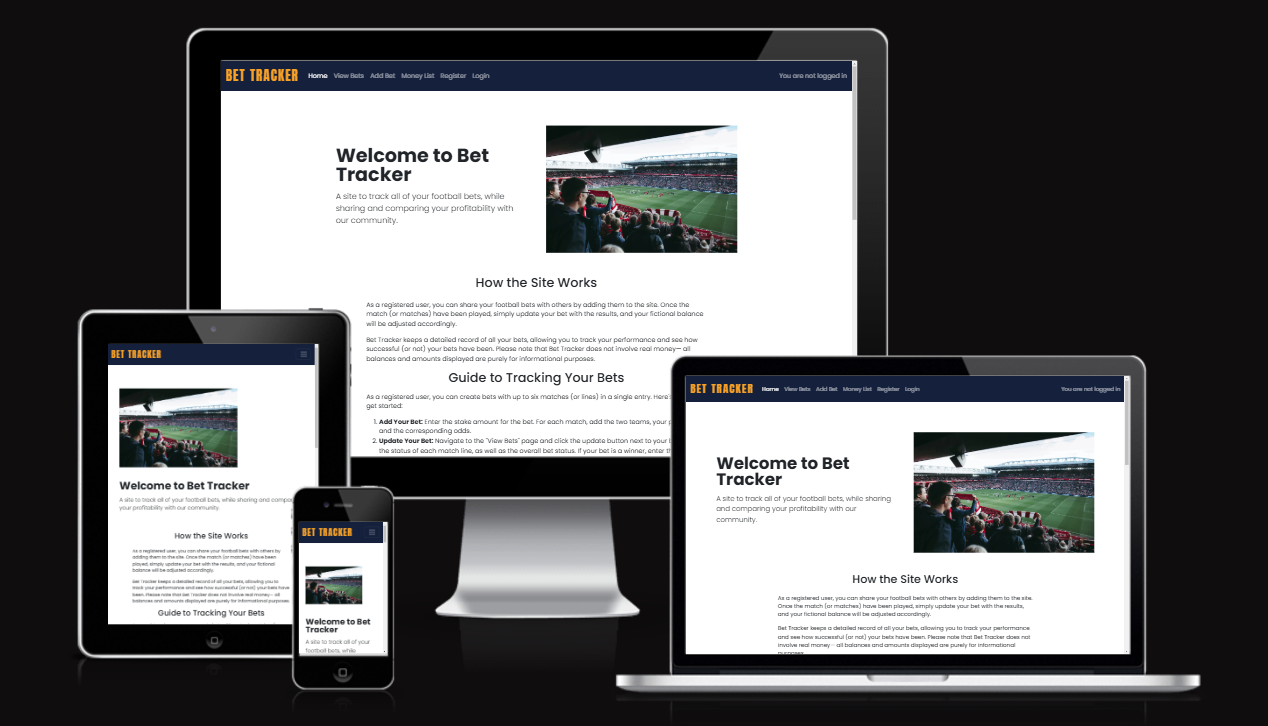 BET TRACKER Home View Bets Add Bet Money List Register Login You are not logged in
Welcome to Bet
Tracker
A site to track all of your football bets, while
sharing and comparing your profitability with
our community.
How the Site Works
As a registered user, you can share your football bets with others by adding them to the site. Once the
match (or matches) have been played, simply update your bet with the results, and your fictional balance
will be adjusted accordingly.
Bet Tracker keeps a detailed record of all your bets, allowing you to track your performance and see how
successful (or not) your bets have been. Please note that Bet Tracker does not involve real money— all
balances and amounts displayed are purely for informational purposes.
Guide to Tracking Your Bets
As a registered user, you can create bets with up to six matches (or lines) in a single entry. Here's
get started:
1. Add Your Bet: Enter the stake amount for the bet. For each match, add the two teams, your
and the corresponding odds.
2. Update Your Bet: Navigate to the "View Bets" page and click the update button next to your
the status of each match line, as well as the overall bet status. If your bet is a winner, enter
BET TRACKER
Welcome to Bet Tracker
A site to track all of your football bets, while sharing and
your profitability with our community.
How the Site Works
As a registered user, you can share your football bets with others by
adding them to the site. Once the match (or matches) have been
played, simply update your bet with the results, and your fictional
balance will be adjusted accordingly.
Bet Tracker keeps a detailed record of all your bets, allowing you to
track your performance and see how successful (or not) your bets have
been. Please note that Bet Tracker does not involve real money— all
balances and amounts displayed are purely for informational purposes.
Guide to Tracking Your Bets
BET TRACKER
Welcome to Bet
Tracker
A site to track all of your
football bets, while
BET TRACKER Home View Bets Add Bet Money List Register Login You are not logged in
Welcome to Bet
Tracker
A site to track all of your football bets, while sharing
and comparing your profitability with our
community.
How the Site Works
As a registered user, you can share your football bets with others by adding them to the site.
Once the match (or matches) have been played, simply update your bet with the results,
and your fictional balance will be adjusted accordingly.
Bet Tracker keeps a detailed record of all your bets, allowing you to track your performance
and see how successful (or not) your bets have been. Please note that Bet Tracker does not
involve real money— all balances and amounts displayed are purely for informational
purposes.